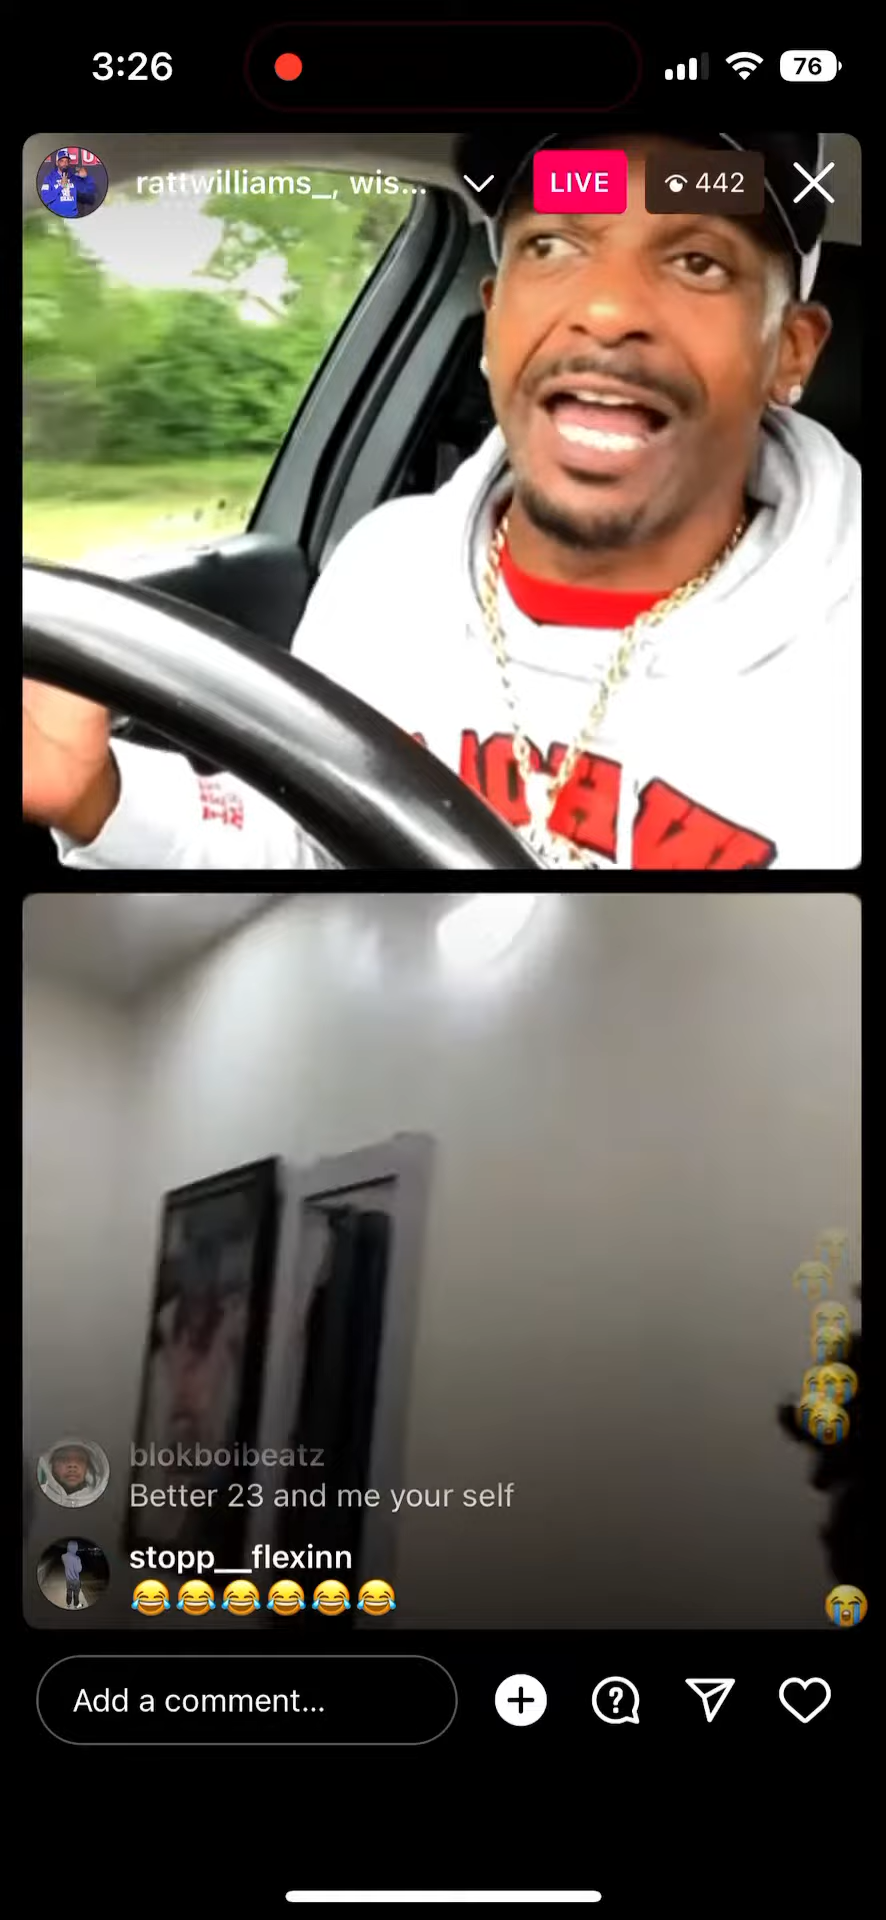 3:26
76
rattwilliams_, wis...
LIVE
442
blokboibeatz
Better 23 and me your self
stopp__flexinn
😂😂😂😂😂😂
Add a comment...